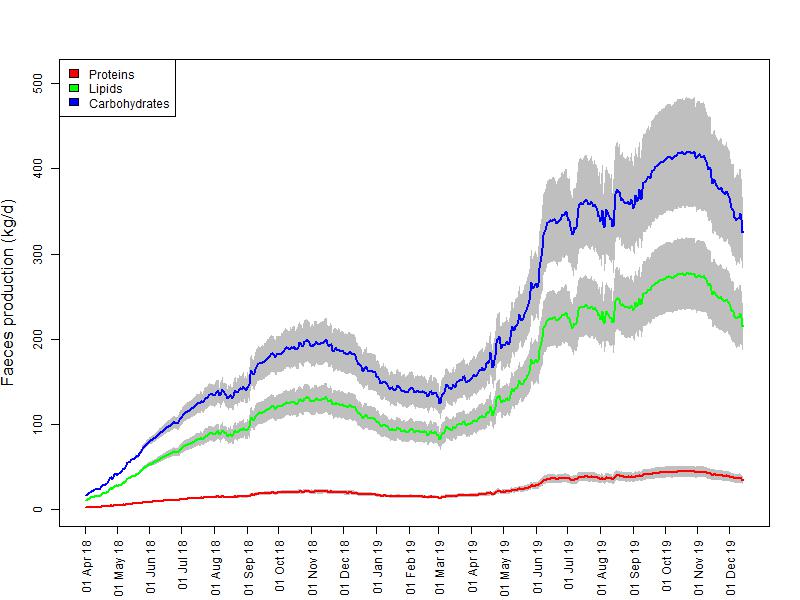 Proteins
Lipids
Carbohydrates
Faeces production (kg/d)
500
400
300
200
100
0
01 Apr 18
01 May 18
01 Jun 18
01 Jul 18
01 Aug 18
01 Sep 18
01 Oct 18
01 Nov 18
01 Dec 18
01 Jan 19
01 Feb 19
01 Mar 19
01 Apr 19
01 May 19
01 Jun 19
01 Jul 19
01 Aug 19
01 Sep 19
01 Oct 19
01 Nov 19
01 Dec 19